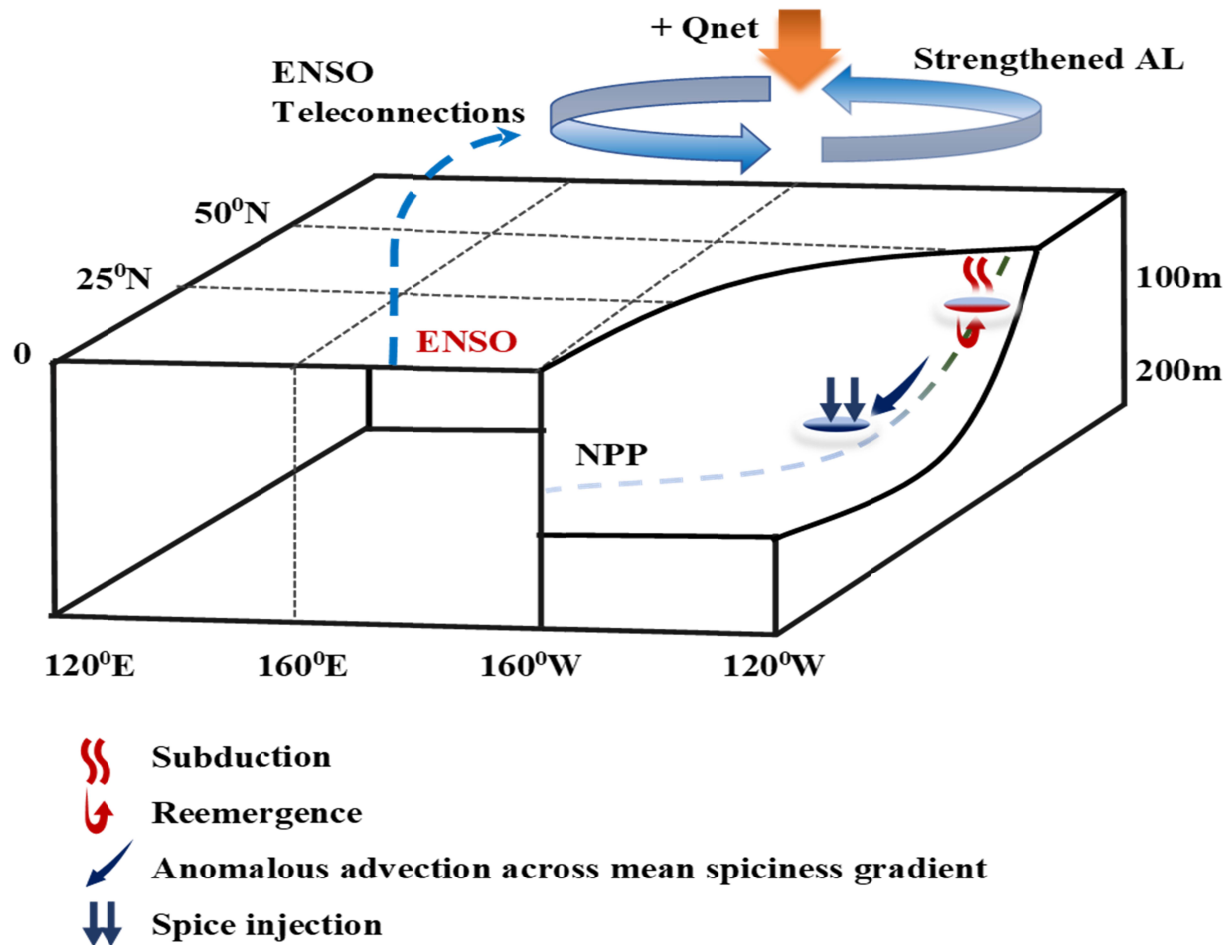 + Qnet
ENSO
Teleconnections
Strengthened AL
50⁰N
25⁰N
0
ENSO
100m
200m
NPP
120⁰E
160⁰E
160⁰W
120⁰W
Subduction
Reemergence
Anomalous advection across mean spiciness gradient
Spice injection